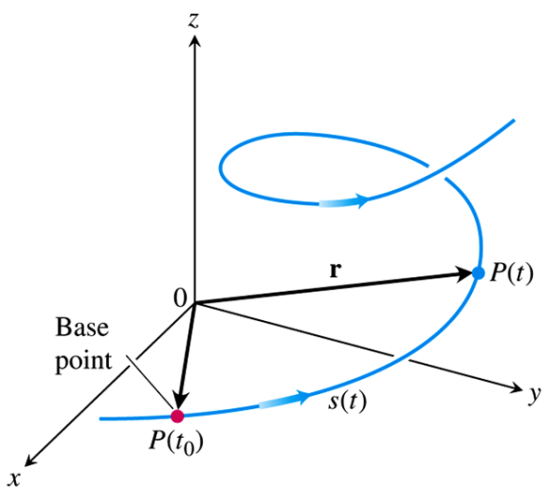 z
r
P(t)
0
Base
point
s(t)
y
P(t₀)
x